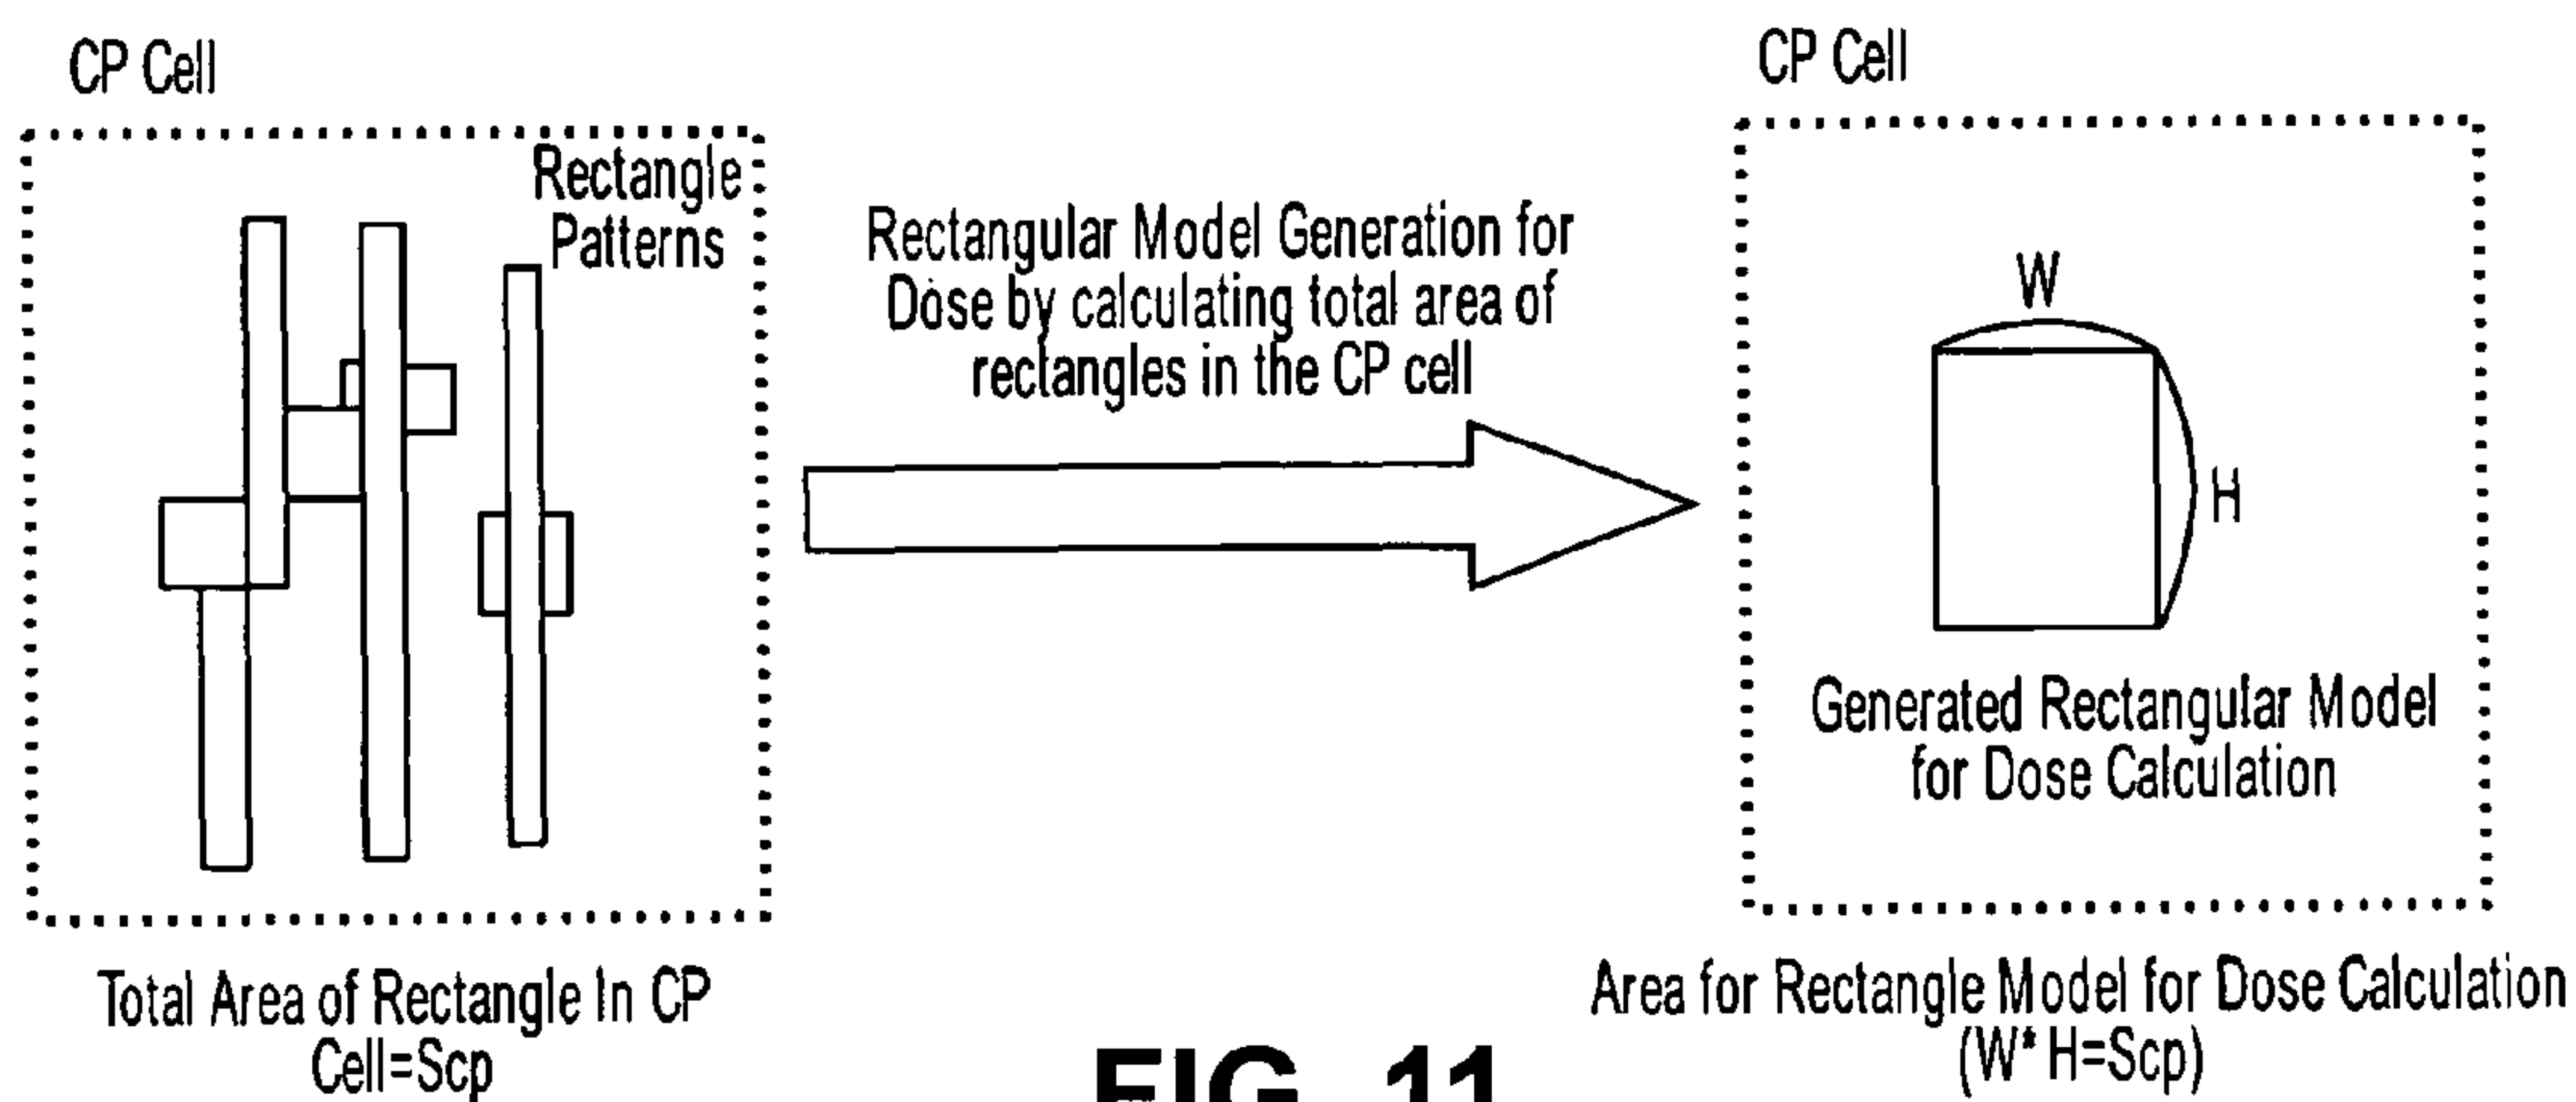 CP Cell
Rectangle
Patterns
Total Area of Rectangle In CP
Cell=Scp
Rectangular Model Generation for
Dose by calculating total area of
rectangles in the CP cell
CP Cell
W
H
Generated Rectangular Model
for Dose Calculation
Area for Rectangle Model for Dose Calculation
(W* H=Scp)
FIG. 11